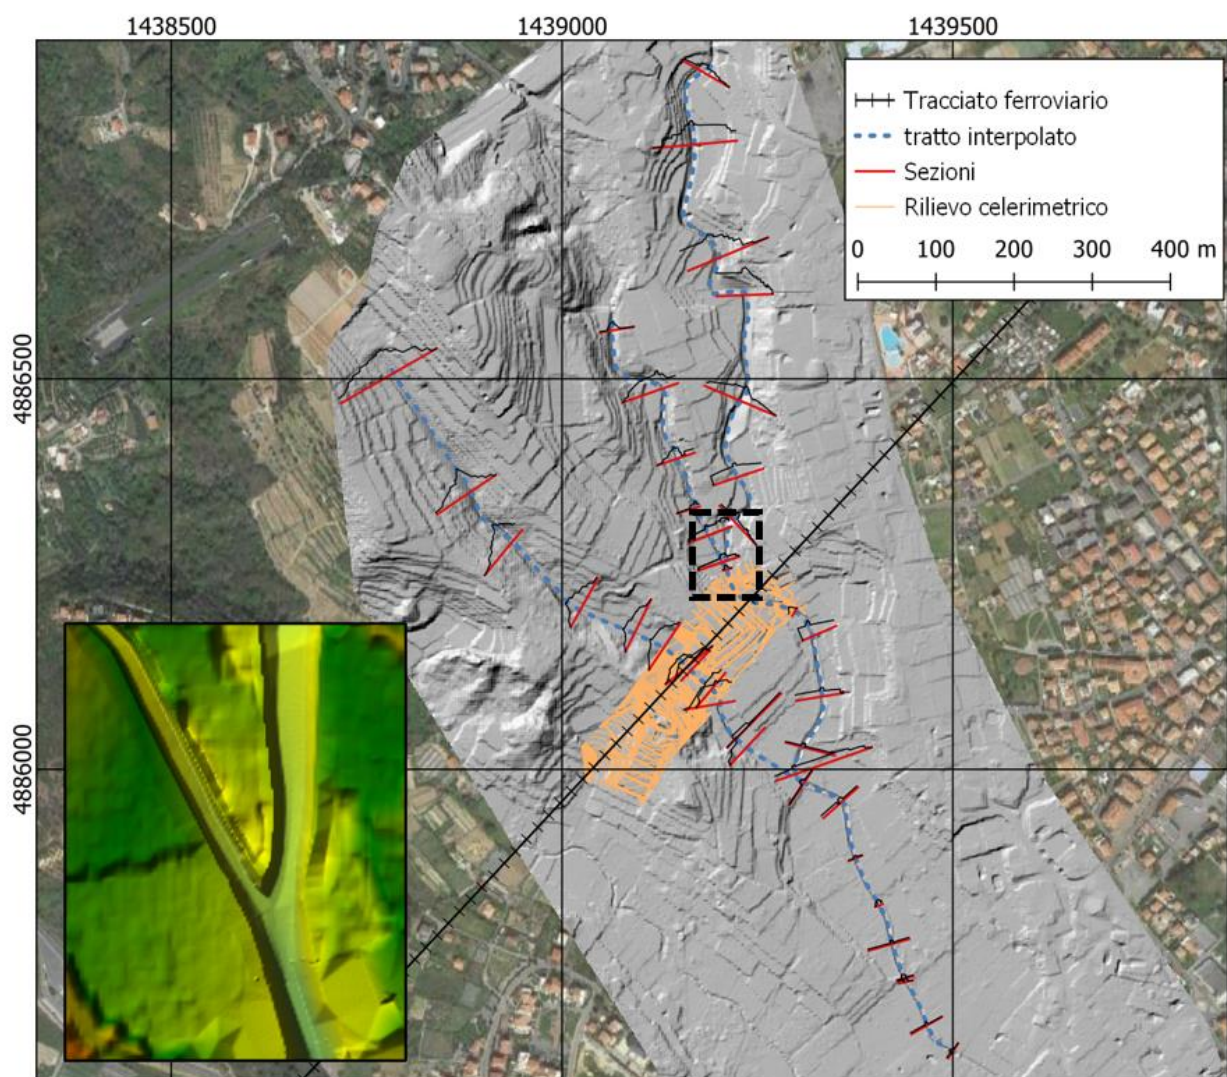 1438500 1439000 1439500
Tracciato ferroviario
tratto interpolato
Sezioni
Rilievo celerimetrico
0 100 200 300 400 m
4886500
4886000